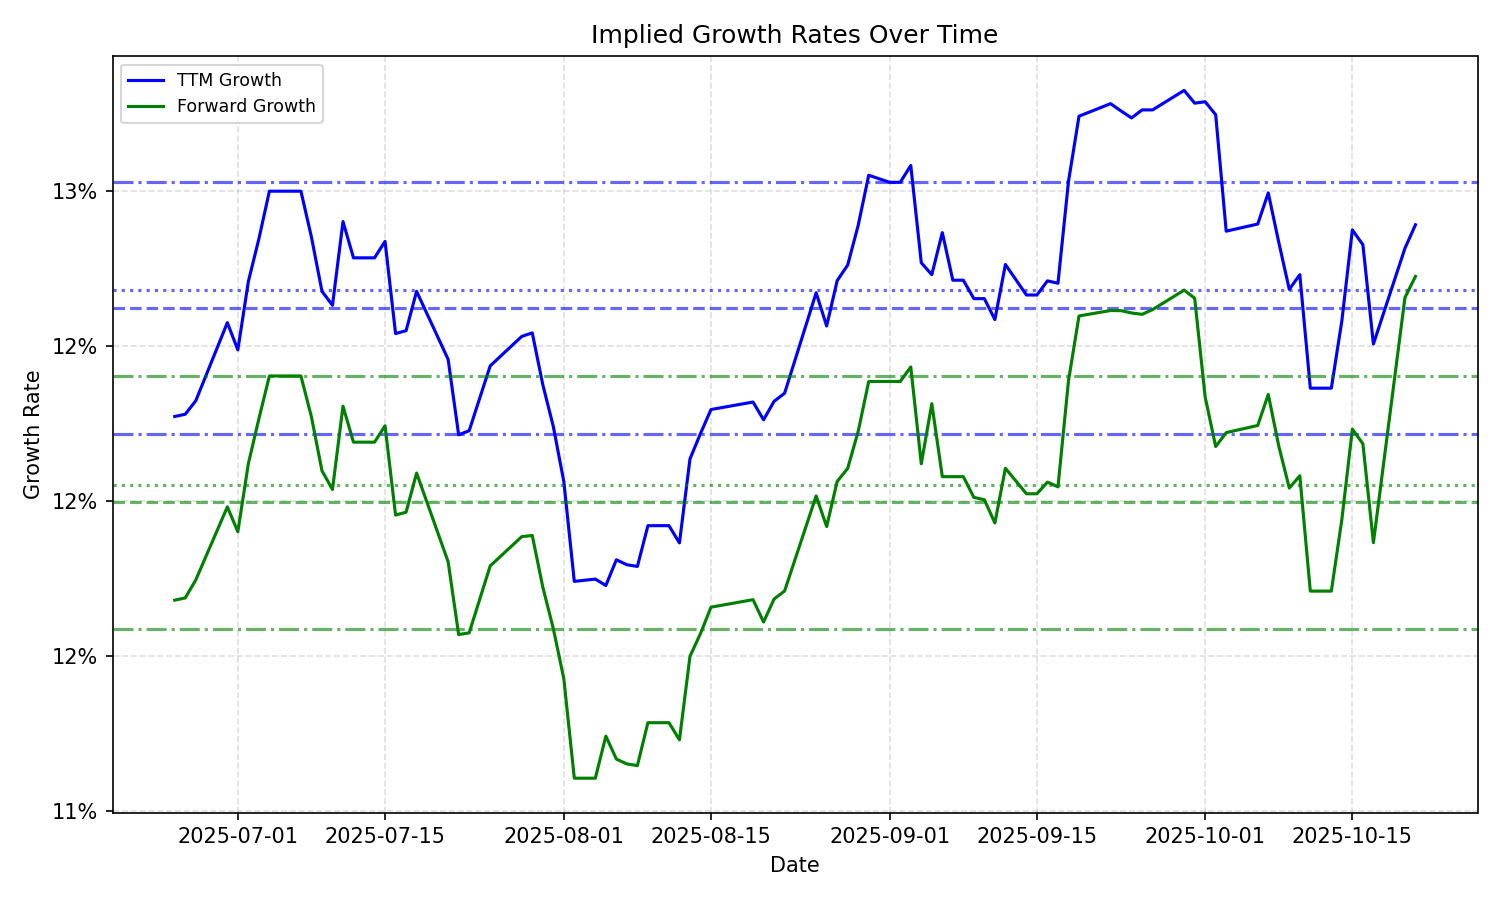 Implied Growth Rates Over Time
TTM Growth
Forward Growth
13%
12%
12%
12%
11%
Growth Rate
2025-07-01 2025-07-15 2025-08-01 2025-08-15 2025-09-01 2025-09-15 2025-10-01 2025-10-15
Date